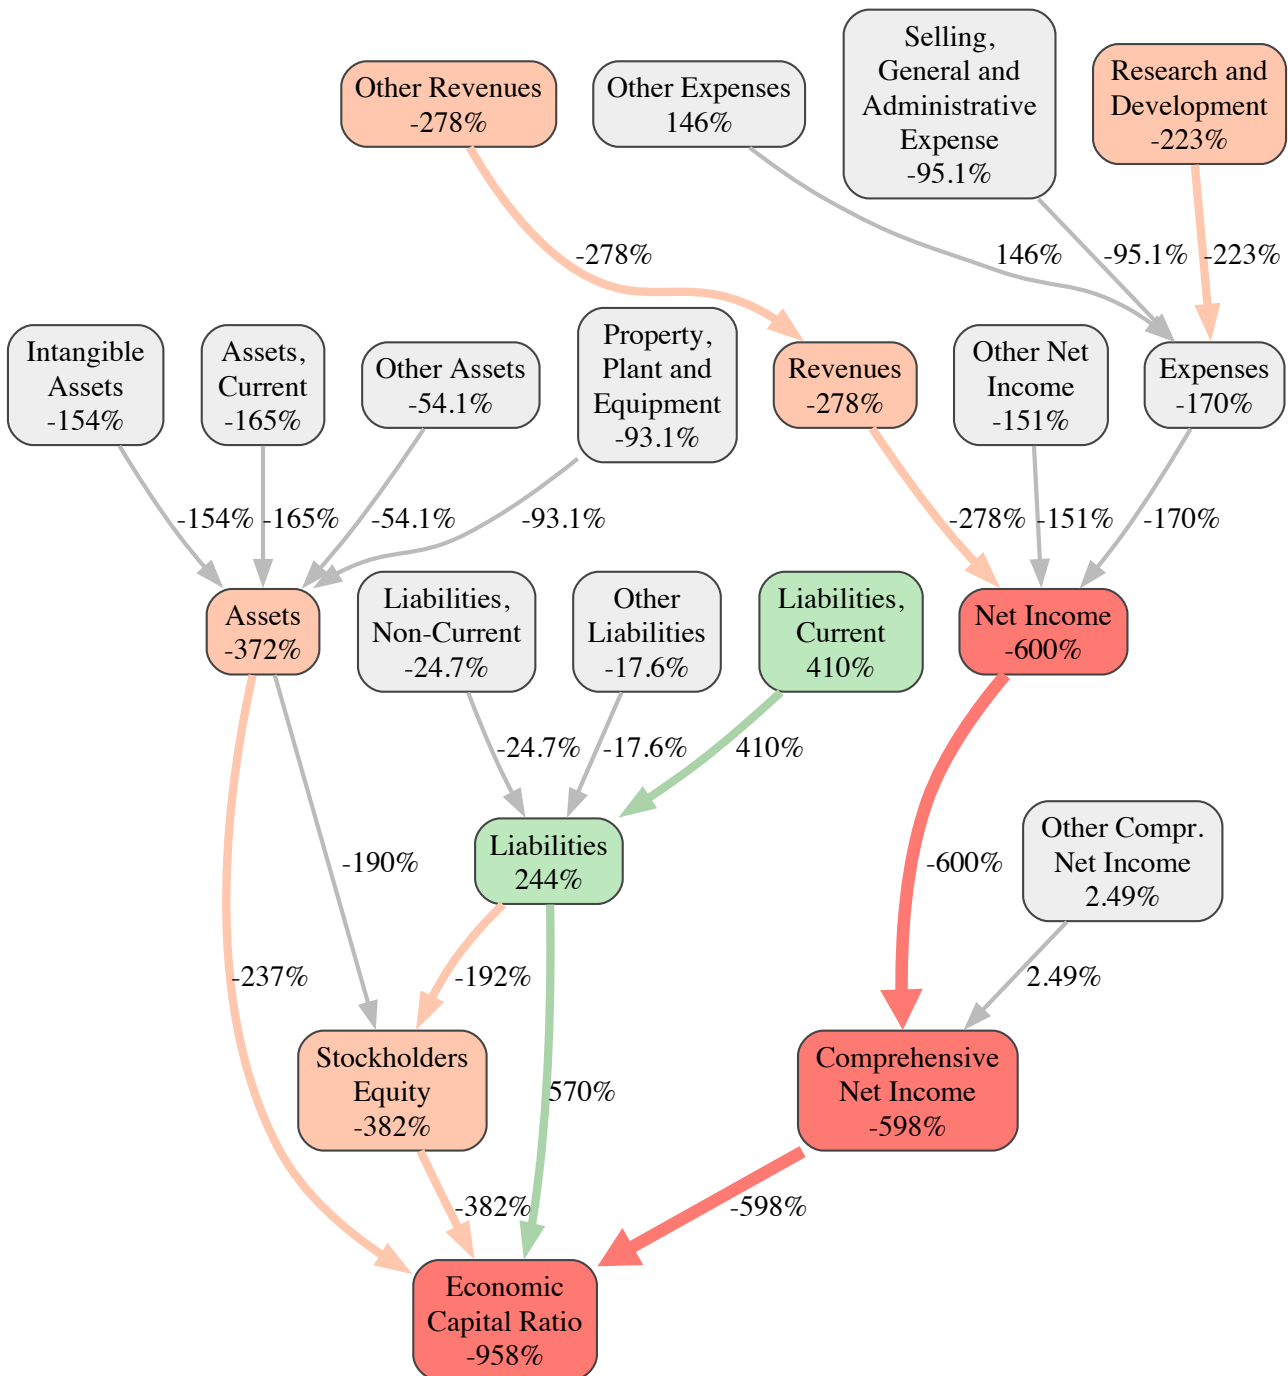 Selling,
General and
Administrative
Expense
-95.1%
Other Revenues
-278%
Other Expenses
146%
Research and
Development
-223%
-278%
146%
-95.1%
-223%
Intangible
Assets
-154%
Assets,
Current
-165%
Other Assets
-54.1%
Property,
Plant and
Equipment
-93.1%
Revenues
-278%
Other Net
Income
-151%
Expenses
-170%
-154%
-165%
-54.1%
-93.1%
-278%
-151%
-170%
Assets
-372%
Liabilities,
Non-Current
-24.7%
Other
Liabilities
-17.6%
Liabilities,
Current
410%
Net Income
-600%
-24.7%
-17.6%
410%
Liabilities
244%
Other Compr.
Net Income
2.49%
-190%
-600%
-237%
-192%
2.49%
Stockholders
Equity
-382%
570%
Comprehensive
Net Income
-598%
-382%
-598%
Economic
Capital Ratio
-958%